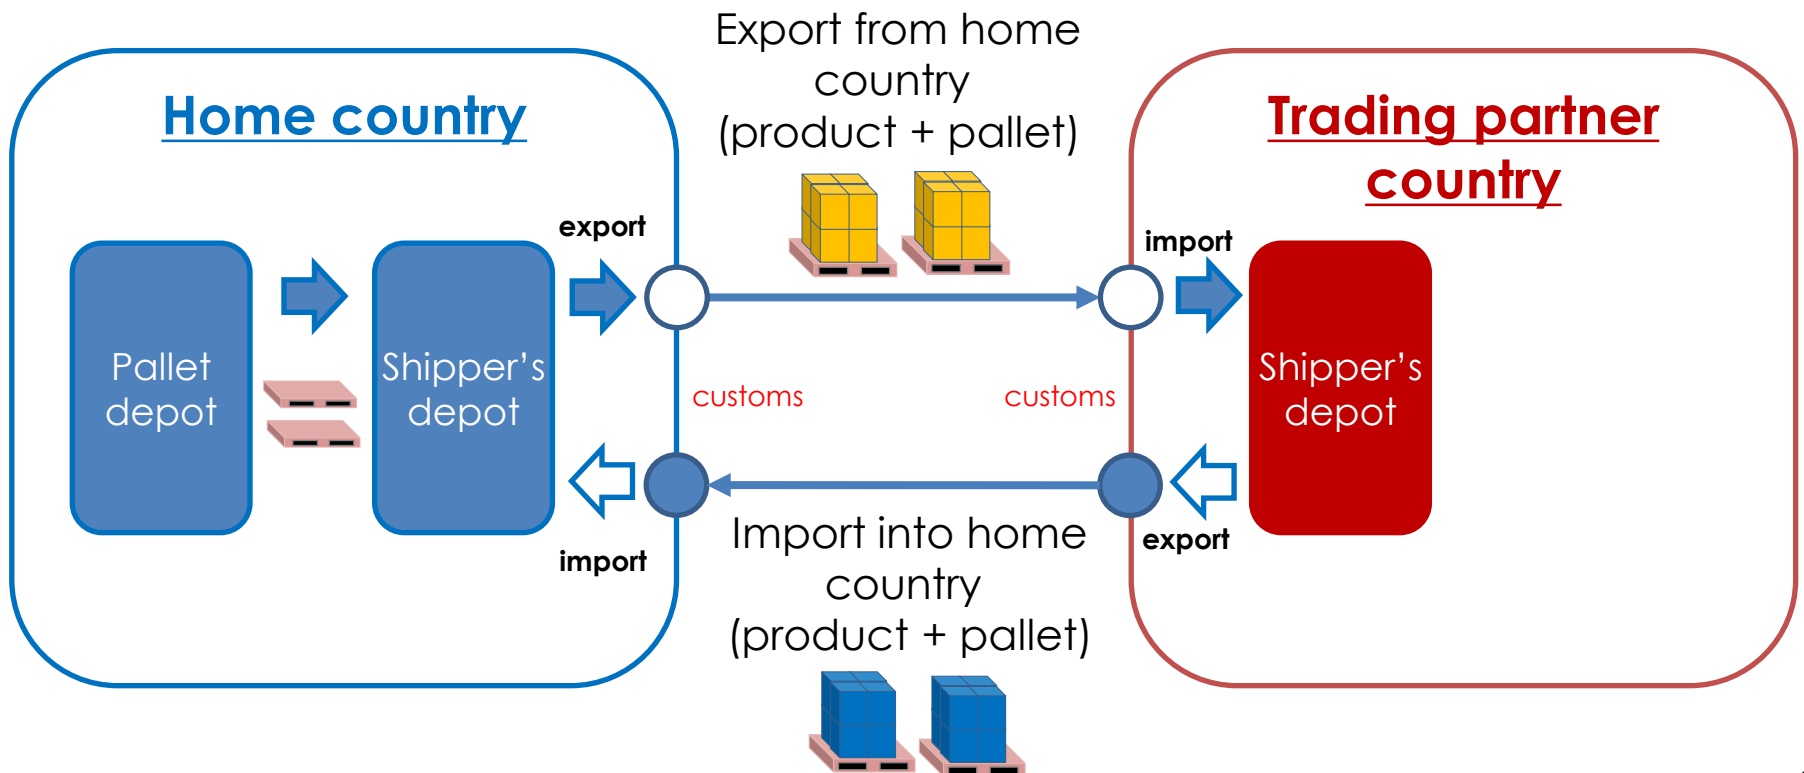 Export from home
country
(product + pallet)
Home country
Trading partner
country
export
import
Pallet
depot
Shipper's
depot
customs
customs
Shipper's
depot
import
export
Import into home
country
(product + pallet)